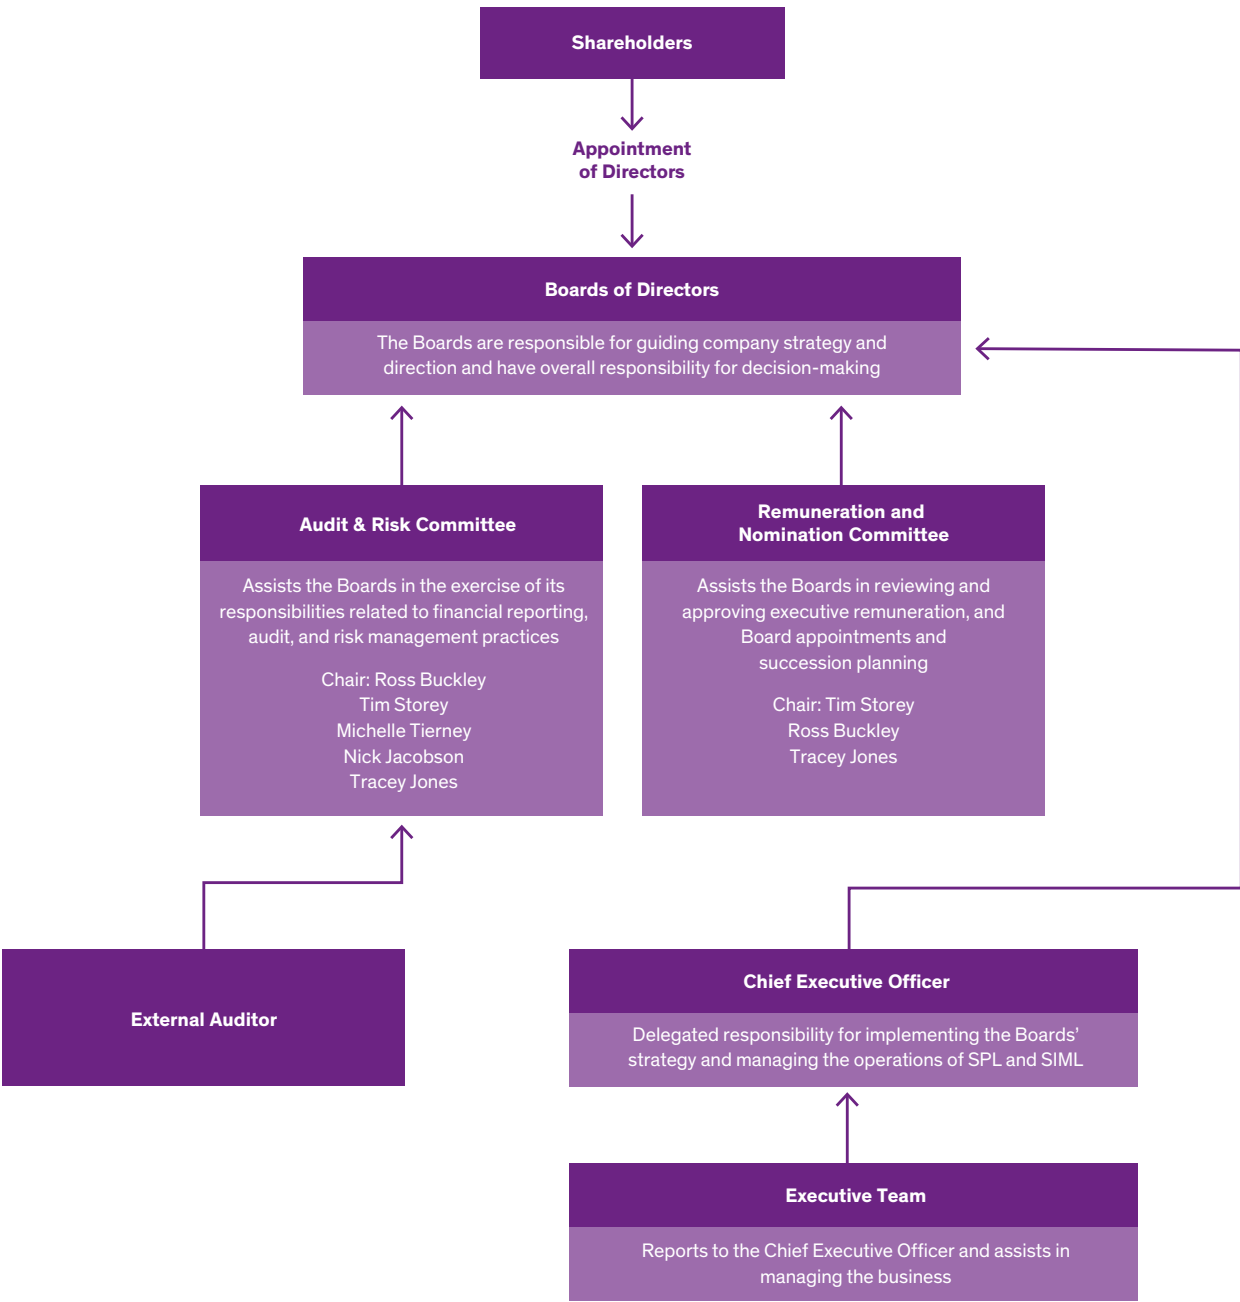 Shareholders
Appointment
of Directors
Boards of Directors
The Boards are responsible for guiding company strategy and
direction and have overall responsibility for decision-making
Audit & Risk Committee
Assists the Boards in the exercise of its
responsibilities related to financial reporting,
audit, and risk management practices
Chair: Ross Buckley
Tim Storey
Michelle Tierney
Nick Jacobson
Tracey Jones
Remuneration and
Nomination Committee
Assists the Boards in reviewing and
approving executive remuneration, and
Board appointments and
succession planning
Chair: Tim Storey
Ross Buckley
Tracey Jones
External Auditor
Chief Executive Officer
Delegated responsibility for implementing the Boards’
strategy and managing the operations of SPL and SIML
Executive Team
Reports to the Chief Executive Officer and assists in
managing the business